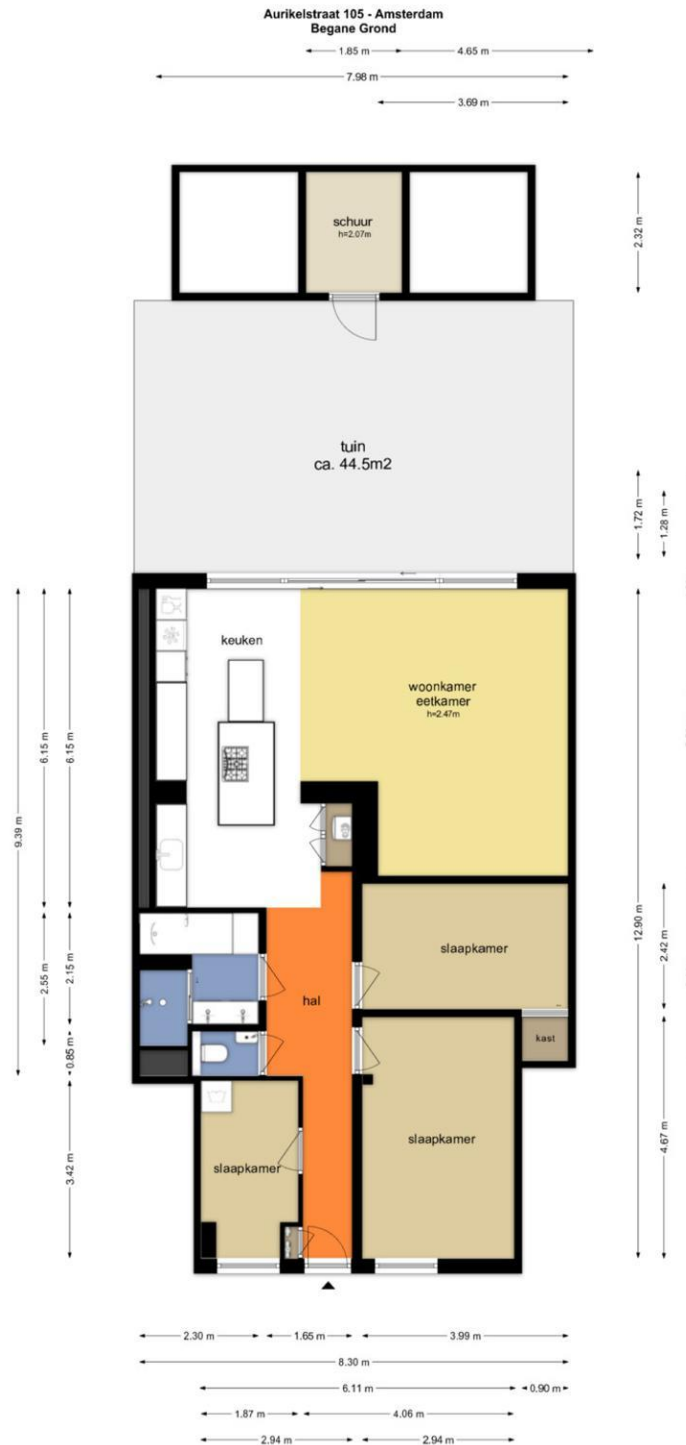 Aurikelstraat 105 - Amsterdam
Begane Grond
1.85 m
4.65 m
7.98 m
3.69 m
schuur
h=2.07m
2.32 m
tuin
ca. 44.5m2
1.72 m
1.28 m
keuken
woonkamer
eetkamer
h=2.47m
6.15 m
6.15 m
9.39 m
12.90 m
slaapkamer
2.42 m
2.55 m
2.15 m
hal
kast
0.85 m
slaapkamer
slaapkamer
4.67 m
3.42 m
2.30 m
1.65 m
3.99 m
8.30 m
6.11 m
0.90 m
1.87 m
4.06 m
2.94 m
2.94 m